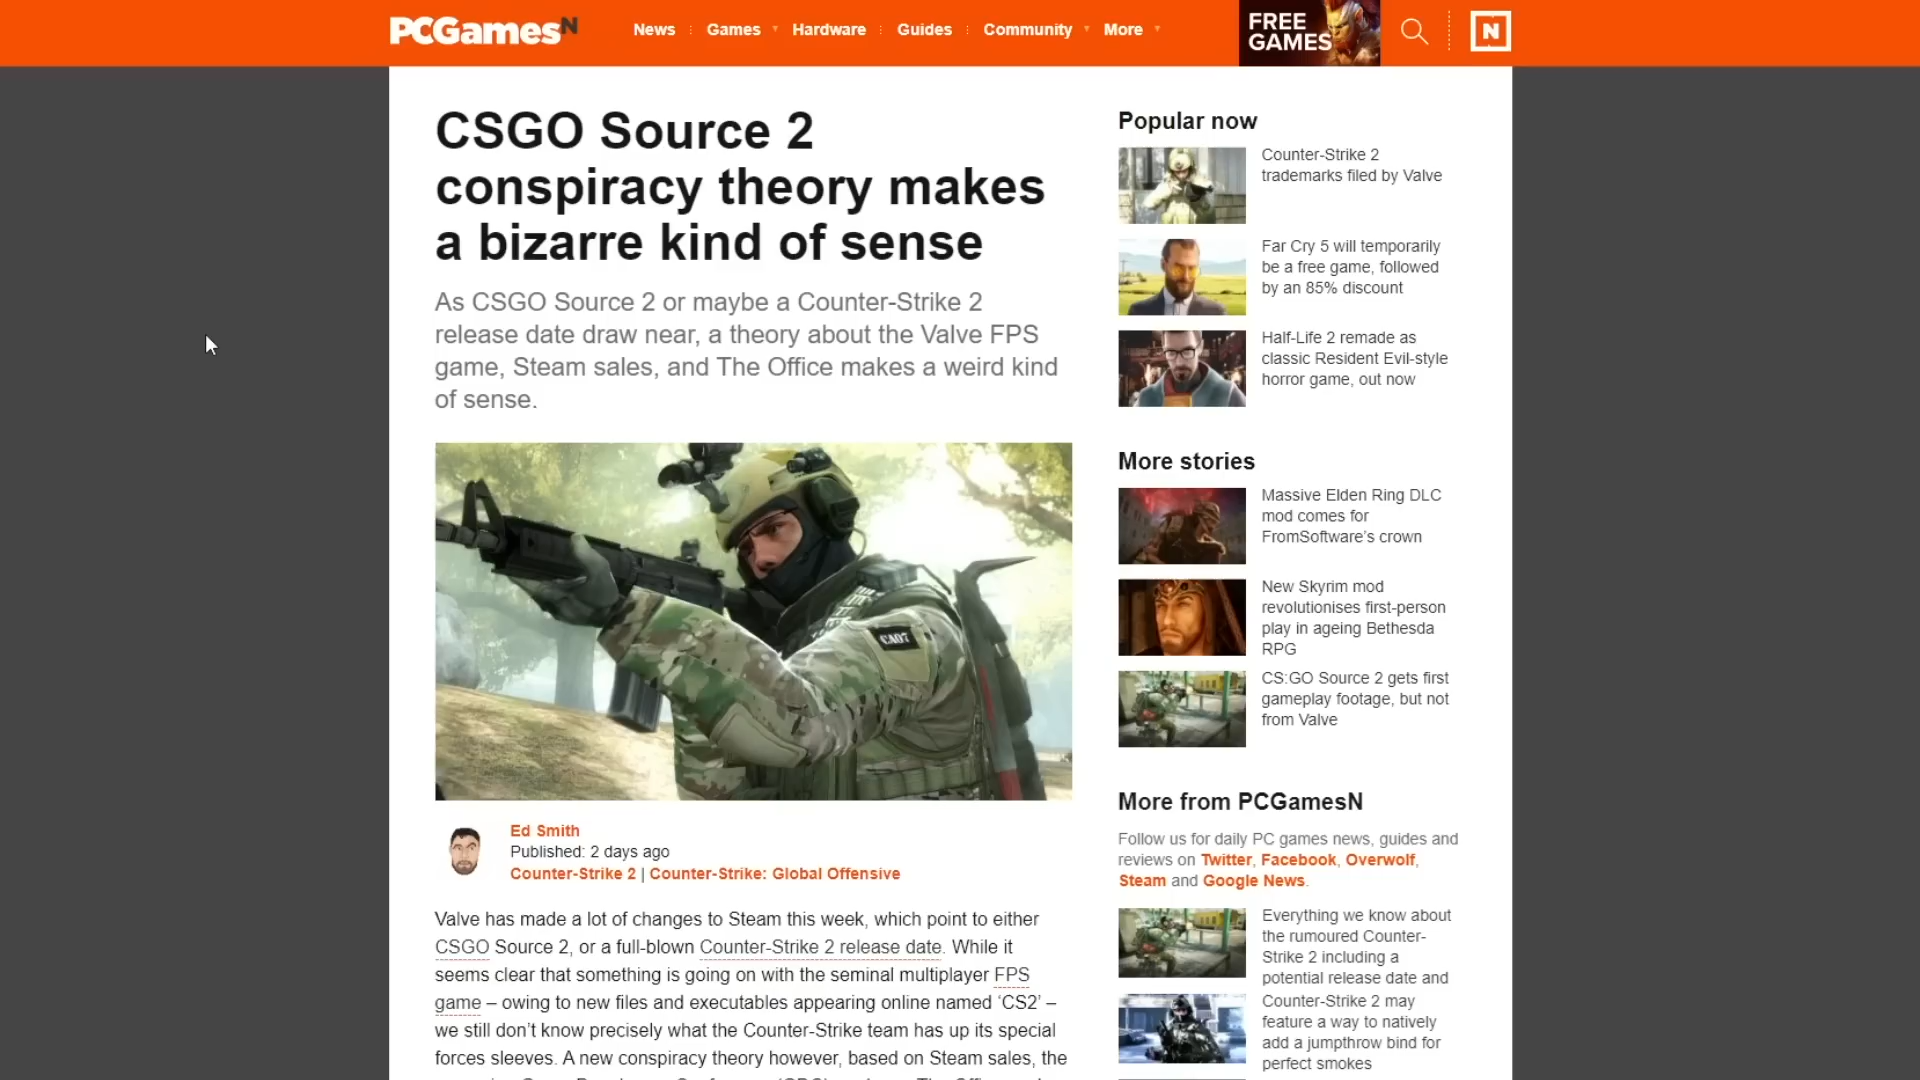 PCGamesN
News
Games
Hardware
Guides
Community
More
FREE
GAMES
N
CSGO Source 2
conspiracy theory makes
a bizarre kind of sense
As CSGO Source 2 or maybe a Counter-Strike 2
release date draw near, a theory about the Valve FPS
game, Steam sales, and The Office makes a weird kind
of sense.
CA07
Ed Smith
Published: 2 days ago
Counter-Strike 2 | Counter-Strike: Global Offensive
Valve has made a lot of changes to Steam this week, which point to either
CSGO Source 2, or a full-blown Counter-Strike 2 release date. While it
seems clear that something is going on with the seminal multiplayer FPS
game – owing to new files and executables appearing online named ‘CS2’ –
we still don’t know precisely what the Counter-Strike team has up its special
forces sleeves. A new conspiracy theory however, based on Steam sales, the
Popular now
Counter-Strike 2
trademarks filed by Valve
Far Cry 5 will temporarily
be a free game, followed
by an 85% discount
Half-Life 2 remade as
classic Resident Evil-style
horror game, out now
More stories
Massive Elden Ring DLC
mod comes for
FromSoftware’s crown
New Skyrim mod
revolutionises first-person
play in ageing Bethesda
RPG
CS:GO Source 2 gets first
gameplay footage, but not
from Valve
More from PCGamesN
Follow us for daily PC games news, guides and
reviews on Twitter, Facebook, Overwolf,
Steam and Google News.
Everything we know about
the rumoured Counter-
Strike 2 including a
potential release date and
Counter-Strike 2 may
feature a way to natively
add a jumpthrow bind for
perfect smokes